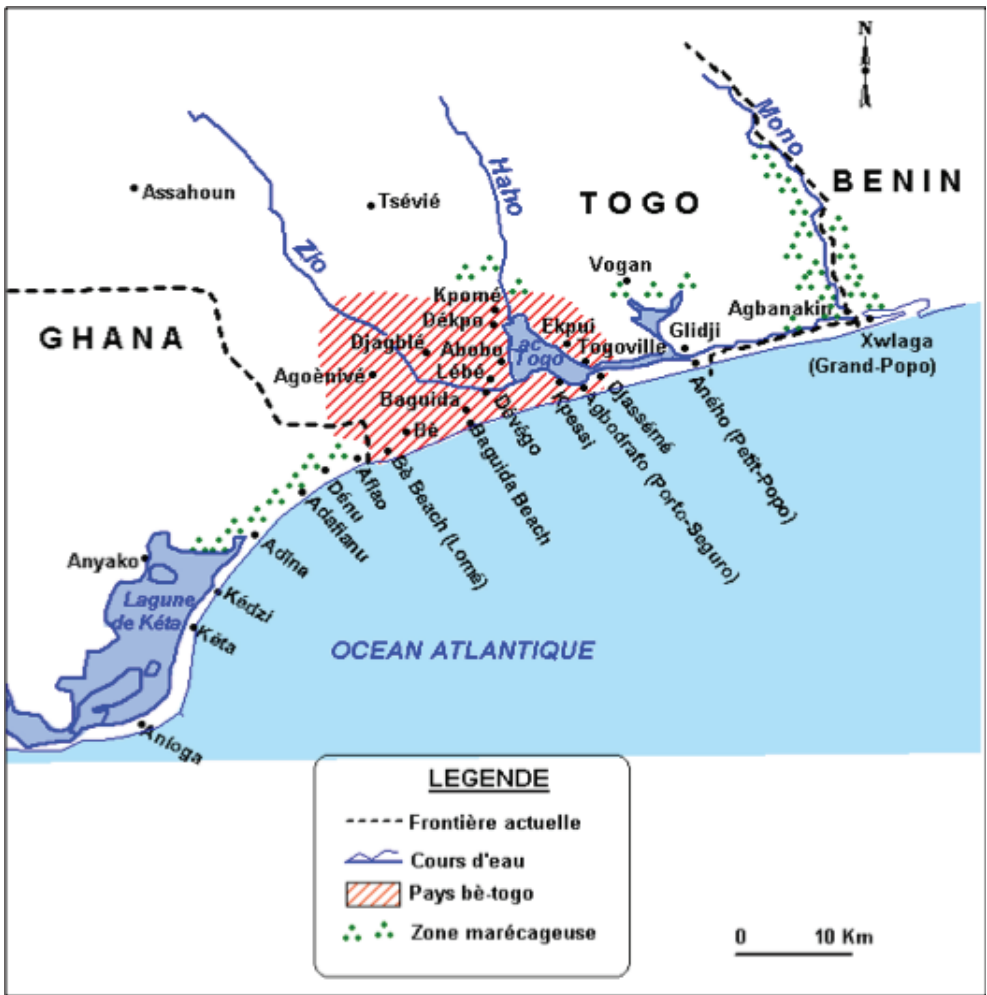 N
Mono
BENIN
Assahoun
Tsévié
Haho
TOGO
Zio
Vogan
Kpomé
Agbanakin
Dékpo
Ekpui
Glidji
GHANA
Djagblé
Abobo
Lac
Togo
Togoville
Xwlaga
(Grand-Popo)
Agoènivé
Lébé
Baguida
Bé
Dévégo
Kpessi
Djassémé
Agbodrafo (Porto-Seguro)
Aného (Petit-Popo)
Baguida Beach
Bè Beach (Lomé)
Aflao
Dénu
Adafianu
Adina
Anyako
Lagune
de Kéta
Kédzi
Kéta
OCEAN ATLANTIQUE
Anloga
LEGENDE
Frontière actuelle
Cours d'eau
Pays bè-togo
Zone marécageuse
0 10 Km